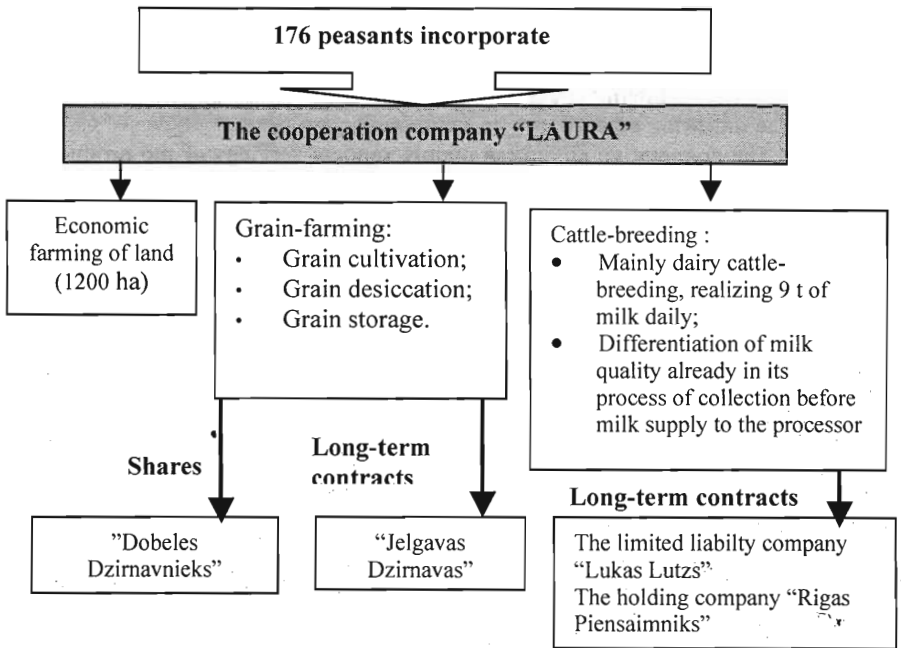 176 peasants incorporate
The cooperation company “LAURA”
Economic
farming of land
(1200 ha)
Grain-farming:
· Grain cultivation;
· Grain desiccation;
· Grain storage.
Cattle-breeding :
● Mainly dairy cattle-
breeding, realizing 9 t of
milk daily;
● Differentiation of milk
quality already in its
process of collection before
milk supply to the processor
Shares
Long-term
contracts
Long-term contracts
”Dobeles
Dzirnavnieks”
“Jelgavas
Dzirnavas”
The limited liabilty company
“Lukas Lutzs”
The holding company “Rigas
Piensaimniks”